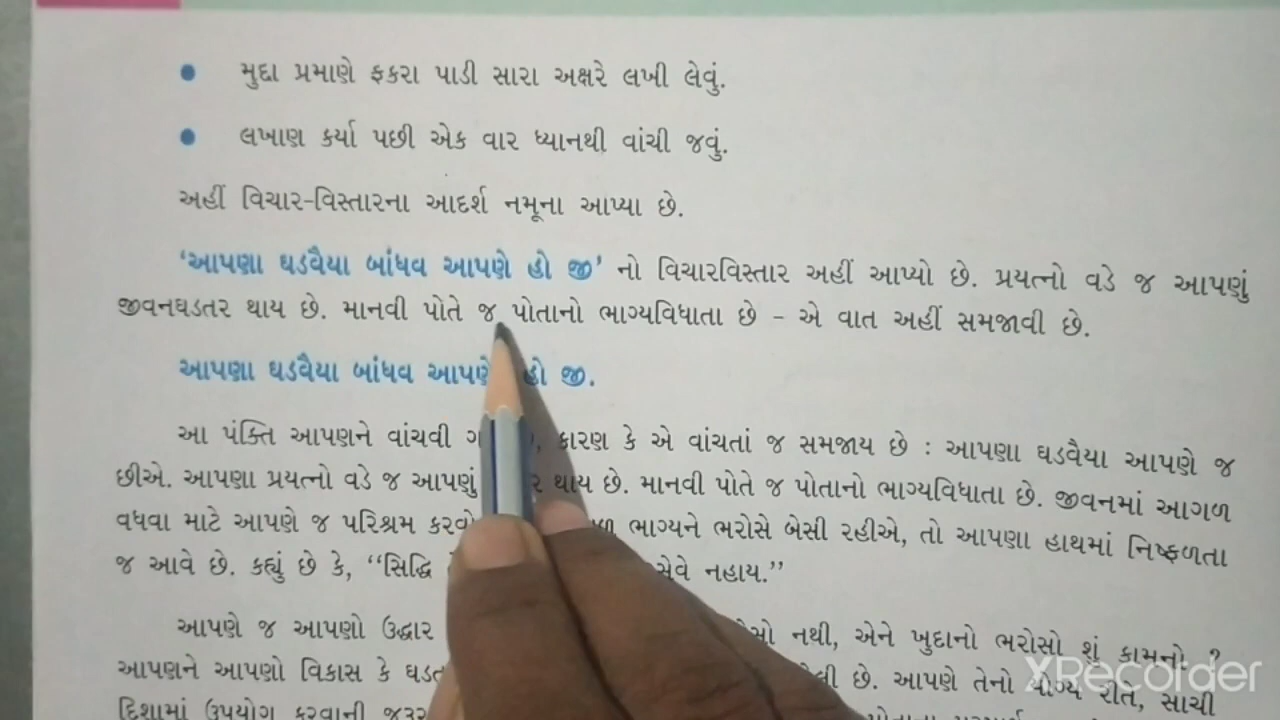 • મુદ્દા પ્રમાણે ફકરા પાડી સારા અક્ષરે લખી લેવું.
• લખાણ કર્યા પછી એક વાર ધ્યાનથી વાંચી જવું.
અહીં વિચાર-વિસ્તારના આદર્શ નમૂના આપ્યા છે.
‘આપણા ઘડવૈયા બાંધવ આપણે હો જી’ નો વિચારવિસ્તાર અહીં આપ્યો છે. પ્રયત્નો વડે જ આપણું
જીવનઘડતર થાય છે. માનવી પોતે જ પોતાનો ભાગ્યવિધાતા છે – એ વાત અહીં સમજાવી છે.
આપણા ઘડવૈયા બાંધવ આપણે હો જી.
આ પંક્તિ આપણને વાંચવી કારણ કે એ વાંચતાં જ સમજાય છે : આપણા ઘડવૈયા આપણે જ
છીએ. આપણા પ્રયત્નો વડે જ આપણું થાય છે. માનવી પોતે જ પોતાનો ભાગ્યવિધાતા છે. જીવનમાં આગળ
વધવા માટે આપણે જ પરિશ્રમ ભાગ્યને ભરોસે બેસી રહીએ, તો આપણા હાથમાં નિષ્ફળતા
જ આવે છે. કહ્યું છે કે, ‘‘સિદ્ધિ સેવે નહાય.’’
આપણે જ આપણો ઉદ્ધાર નથી, એને ખુદાનો ભરોસો શું કામનો ?
આપણને આપણો વિકાસ કે છે. આપણે તેનો યોગ્ય રીતે, સાચી
દિશામાં ઉપયોગ કરવાની
XRecorder